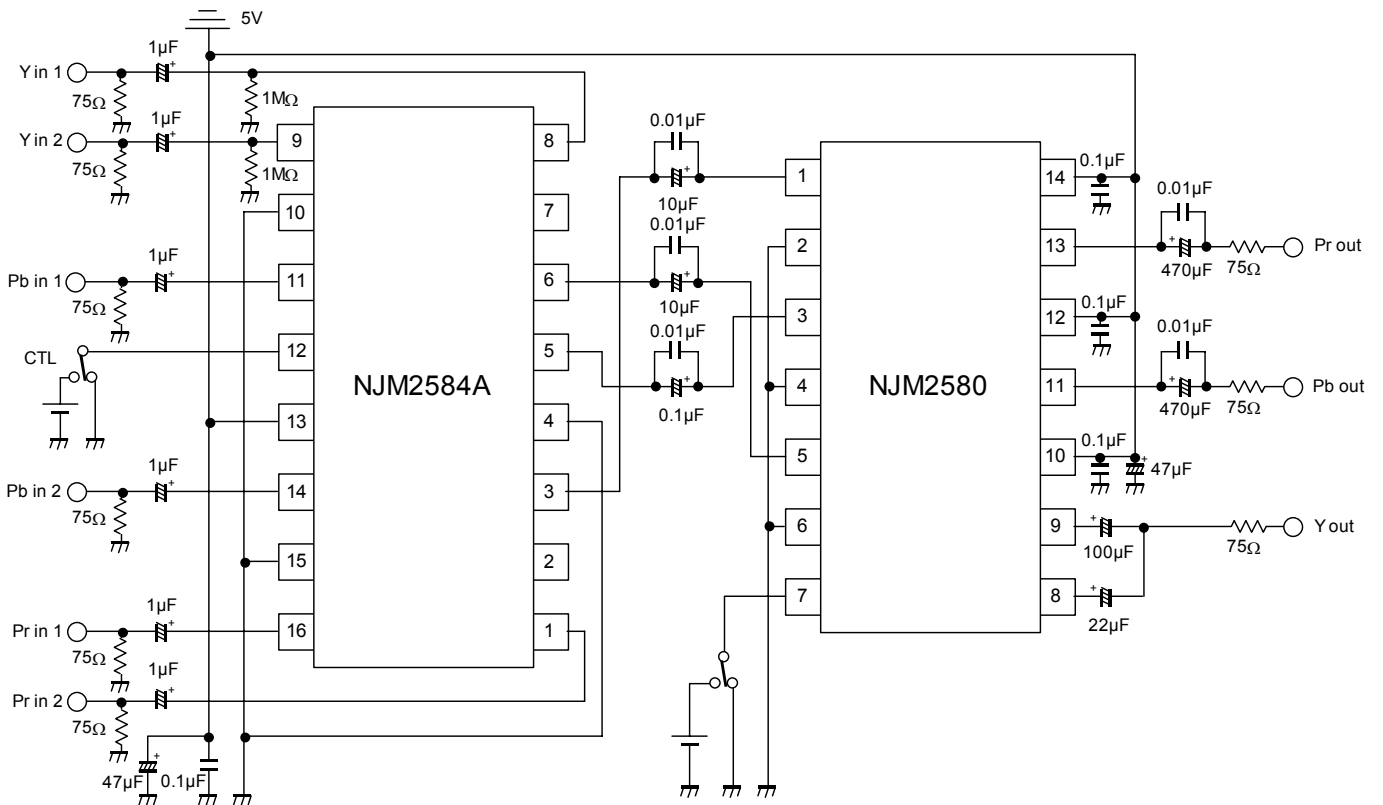 5V
Y in 1
1µF
75Ω
1MΩ
Y in 2
1µF
75Ω
1MΩ
Pb in 1
1µF
75Ω
CTL
Pb in 2
1µF
75Ω
Pr in 1
1µF
75Ω
Pr in 2
1µF
75Ω
47µF
0.1µF
NJM2584A
9
10
11
12
13
14
15
16
8
7
6
5
4
3
2
1
0.01µF
10µF
0.01µF
10µF
0.01µF
0.1µF
NJM2580
1
2
3
4
5
6
7
14
13
12
11
10
9
8
0.1µF
0.01µF
470µF
75Ω
Pr out
0.1µF
0.01µF
470µF
75Ω
Pb out
0.1µF
47µF
100µF
75Ω
Y out
22µF